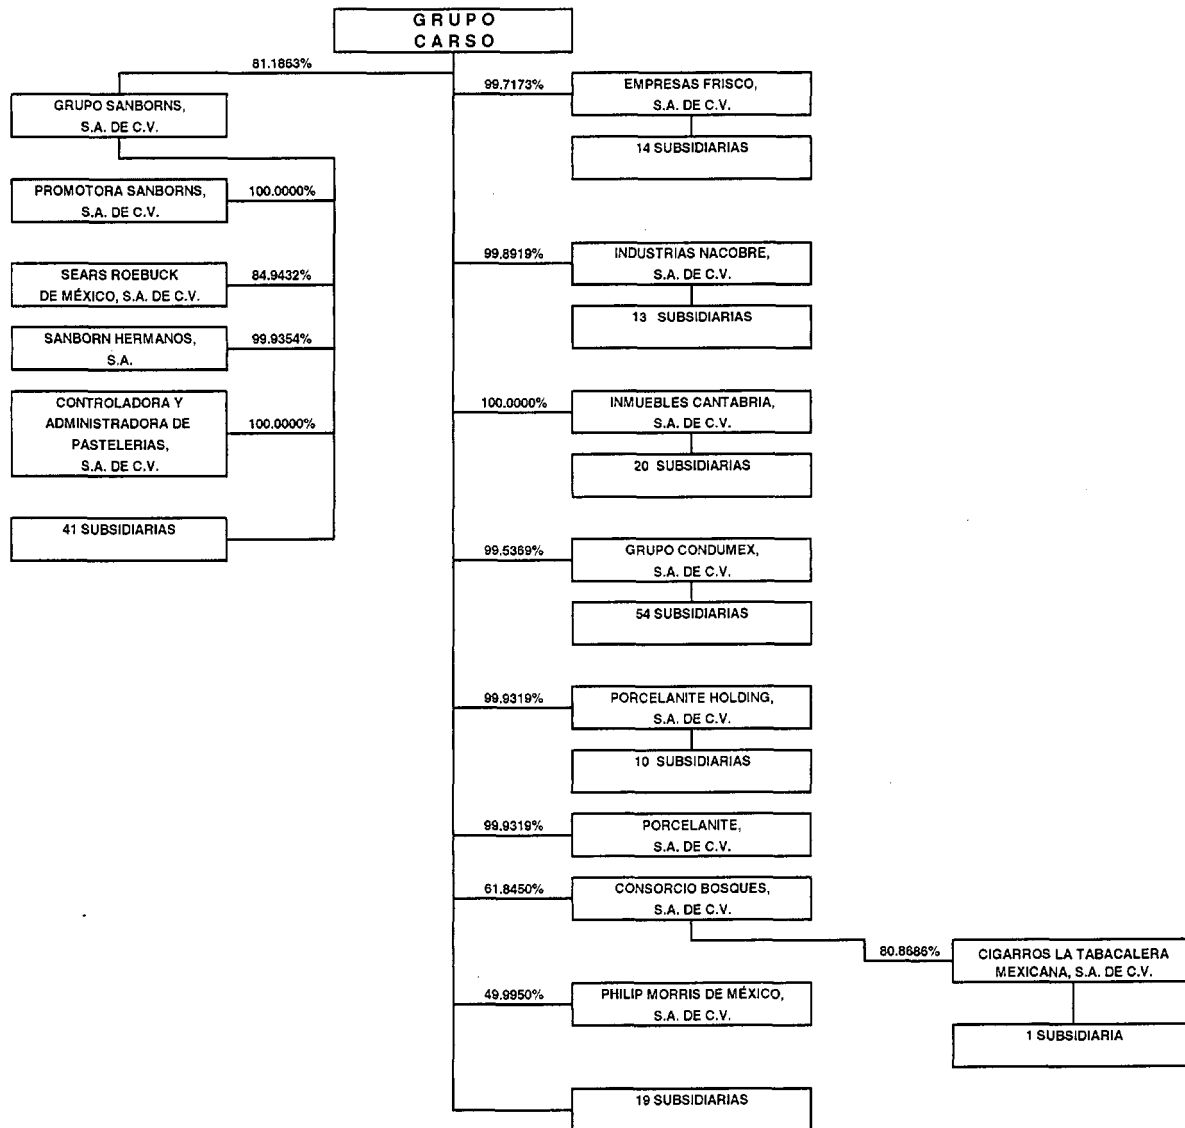 GRUPO
CARSO
81.1863%
GRUPO SANBORNS,
S.A. DE C.V.
PROMOTORA SANBORNS,
S.A. DE C.V.
100.0000%
SEARS ROEBUCK
DE MÉXICO, S.A. DE C.V.
84.9432%
SANBORN HERMANOS,
S.A.
99.9354%
CONTROLADORA Y
ADMINISTRADORA DE
PASTELERIAS,
S.A. DE C.V.
100.0000%
41 SUBSIDIARIAS
99.7173%
EMPRESAS FRISCO,
S.A. DE C.V.
14 SUBSIDIARIAS
99.8919%
INDUSTRIAS NACOBRE,
S.A. DE C.V.
13 SUBSIDIARIAS
100.0000%
INMUEBLES CANTABRIA,
S.A. DE C.V.
20 SUBSIDIARIAS
99.5369%
GRUPO CONDUMEX,
S.A. DE C.V.
54 SUBSIDIARIAS
99.9319%
PORCELANITE HOLDING,
S.A. DE C.V.
10 SUBSIDIARIAS
99.9319%
PORCELANITE,
S.A. DE C.V.
61.8450%
CONSORCIO BOSQUES,
S.A. DE C.V.
80.8686%
CIGARROS LA TABACALERA
MEXICANA, S.A. DE C.V.
1 SUBSIDIARIA
49.9950%
PHILIP MORRIS DE MÉXICO,
S.A. DE C.V.
19 SUBSIDIARIAS